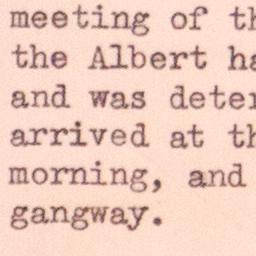 meeting of th
the Albert ha
and was deter
arrived at th
morning, and
gangway.